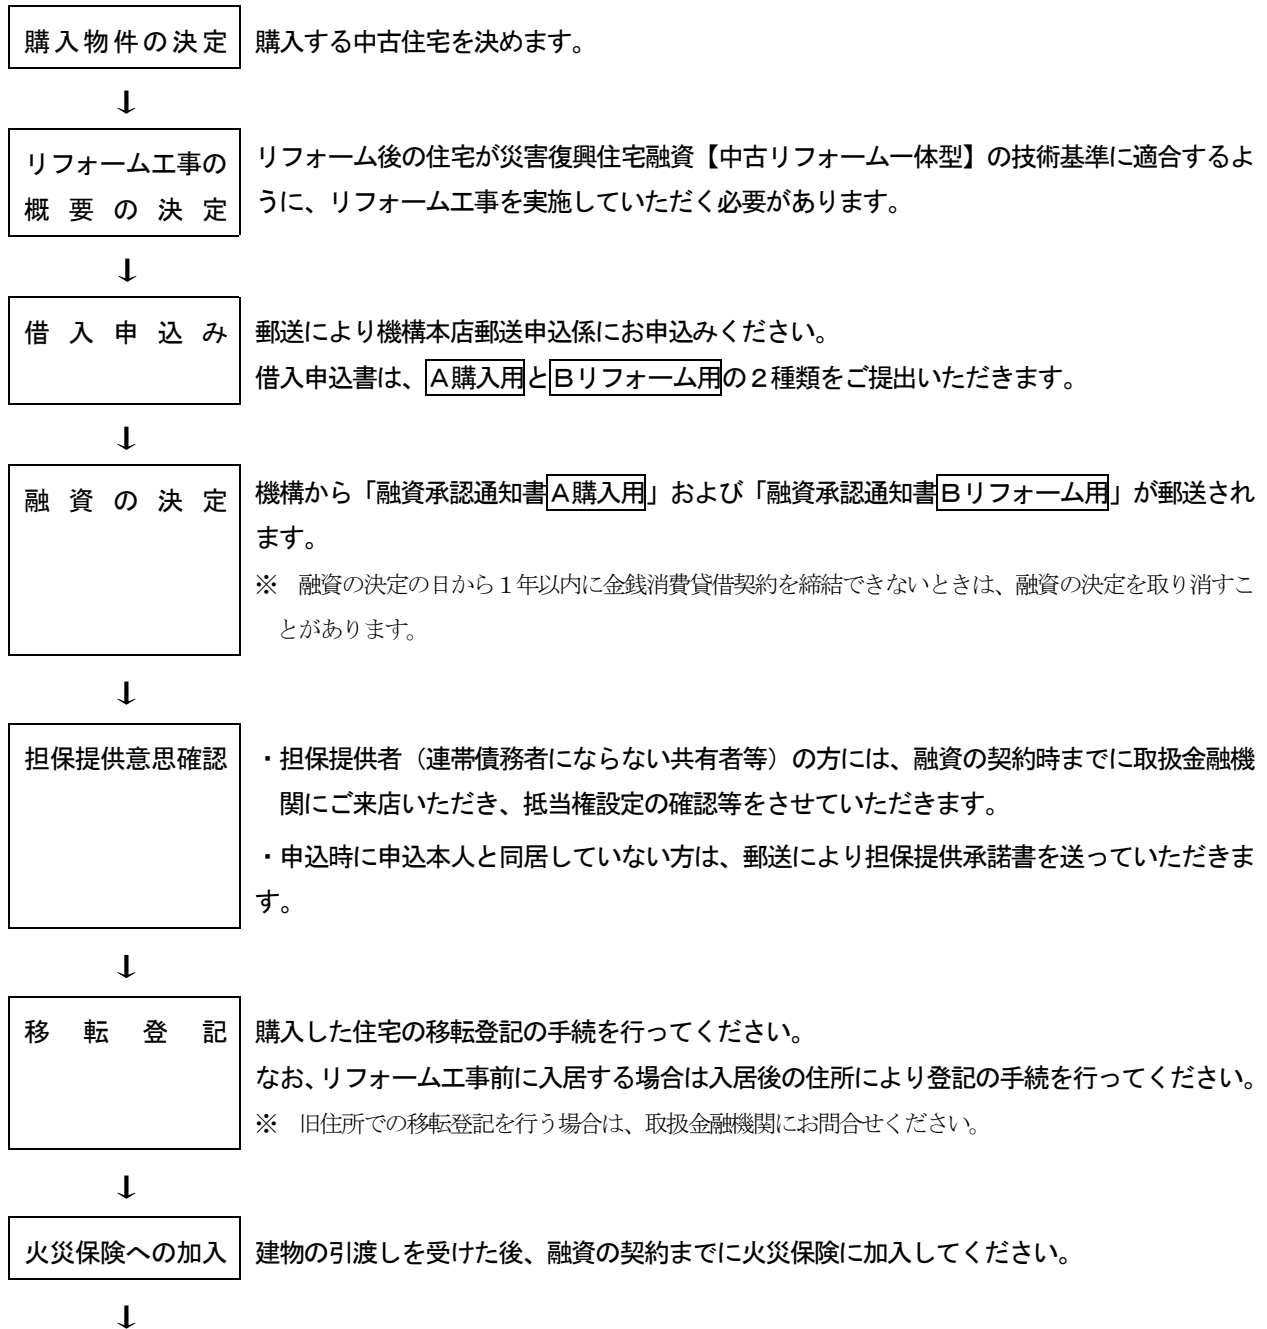 購入物件の決定
購入する中古住宅を決めます。
↓
リフォーム工事の
概要の決定
リフォーム後の住宅が災害復興住宅融資【中古リフォーム一体型】の技術基準に適合するよ
うに、リフォーム工事を実施していただく必要があります。
↓
借入申込み
郵送により機構本店郵送申込係にお申込みください。
借入申込書は、A購入用とBリフォーム用の２種類をご提出いただきます。
↓
融資の決定
機構から「融資承認通知書A購入用」および「融資承認通知書Bリフォーム用」が郵送され
ます。
※　融資の決定の日から１年以内に金銭消費貸借契約を締結できないときは、融資の決定を取り消すこ
とがあります。
↓
担保提供意思確認
・担保提供者（連帯債務者にならない共有者等）の方には、融資の契約時までに取扱金融機
関にご来店いただき、抵当権設定の確認等をさせていただきます。
・申込時に申込本人と同居していない方は、郵送により担保提供承諾書を送っていただきま
す。
↓
移転登記
購入した住宅の移転登記の手続を行ってください。
なお、リフォーム工事前に入居する場合は入居後の住所により登記の手続を行ってください。
※　旧住所での移転登記を行う場合は、取扱金融機関にお問合せください。
↓
火災保険への加入
建物の引渡しを受けた後、融資の契約までに火災保険に加入してください。
↓